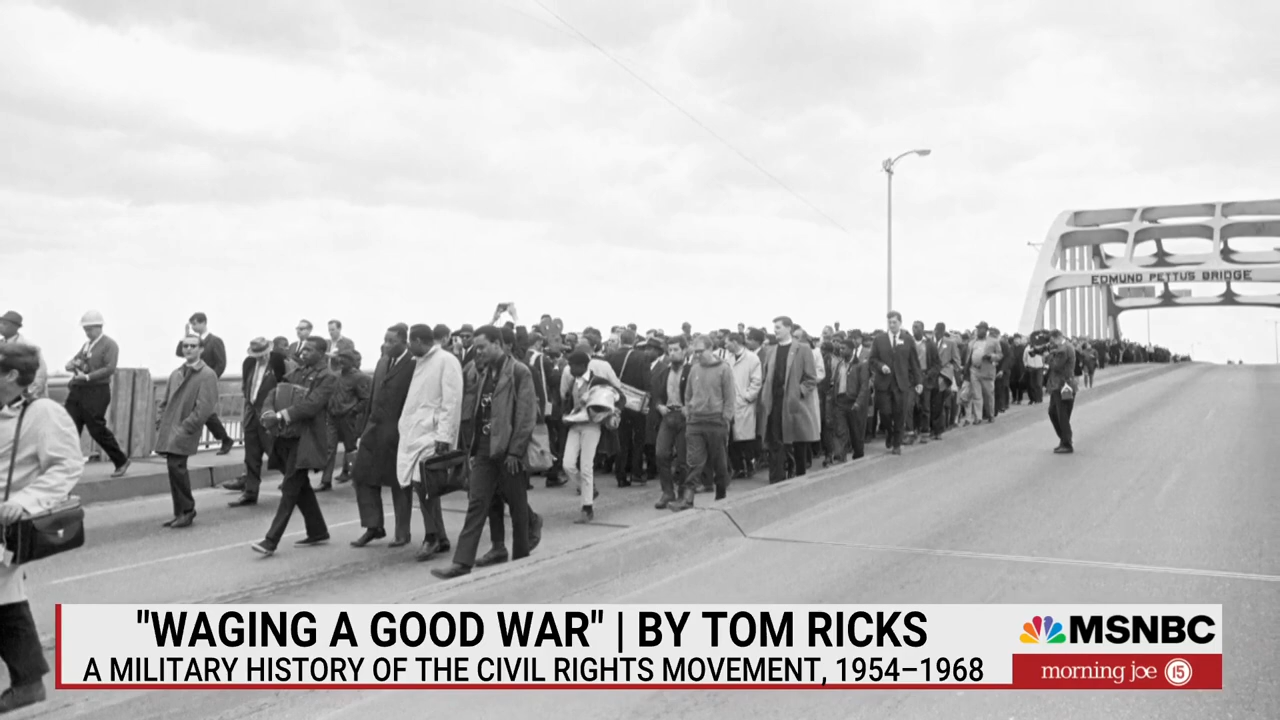 EDMUND PETTUS BRIDGE
"WAGING A GOOD WAR" | BY TOM RICKS
A MILITARY HISTORY OF THE CIVIL RIGHTS MOVEMENT, 1954–1968
MSNBC
morning joe 15